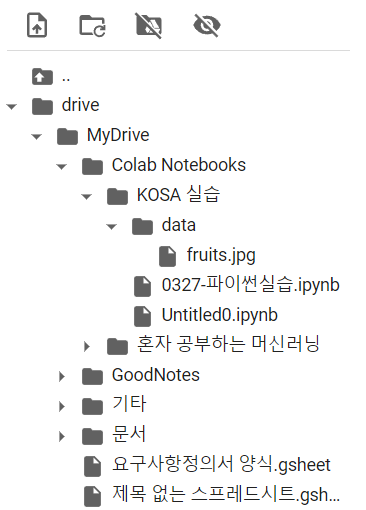 ..
drive
MyDrive
Colab Notebooks
KOSA 실습
data
fruits.jpg
0327-파이썬실습.ipynb
Untitled0.ipynb
혼자 공부하는 머신러닝
GoodNotes
기타
문서
요구사항정의서 양식.gsheet
제목 없는 스프레드시트.gsh...